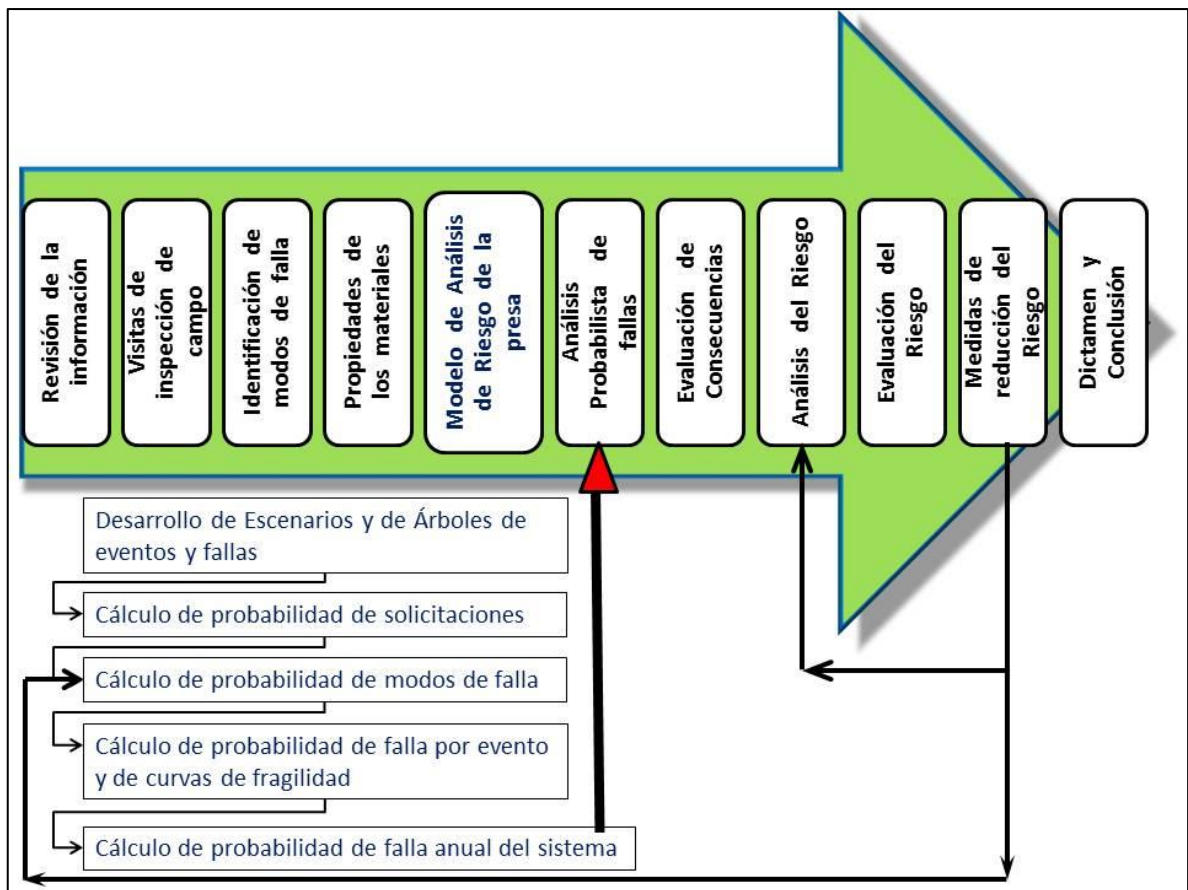 Revisión de la
información
Visitas de
inspección de
campo
Identificación de
modos de falla
Propiedades de
los materiales
Modelo de Análisis
de Riesgo de la
presa
Análisis
Probabilista de
fallas
Evaluación de
Consecuencias
Análisis del Riesgo
Evaluación del
Riesgo
Medidas de
reducción del
Riesgo
Dictamen y
Conclusión
Desarrollo de Escenarios y de Árboles de
eventos y fallas
Cálculo de probabilidad de solicitaciones
Cálculo de probabilidad de modos de falla
Cálculo de probabilidad de falla por evento
y de curvas de fragilidad
Cálculo de probabilidad de falla anual del sistema